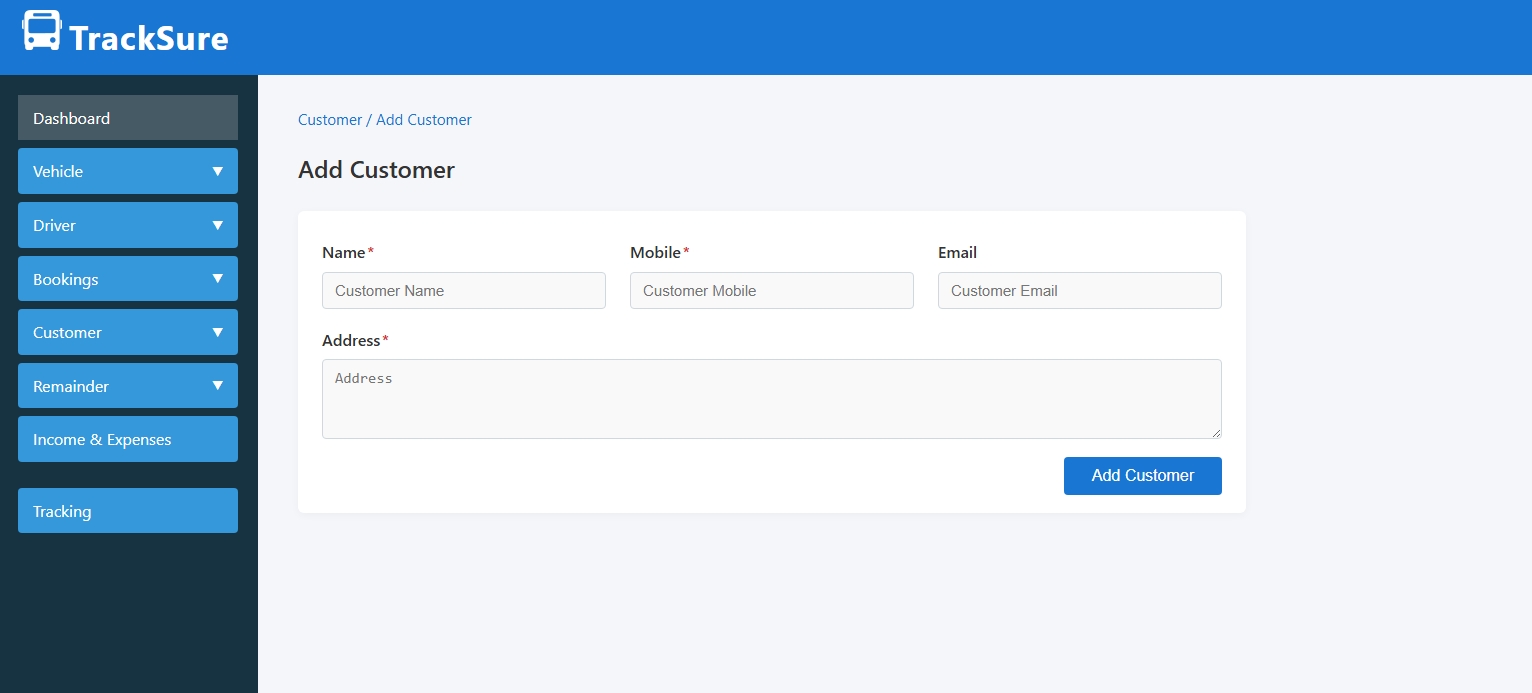 TrackSure
Dashboard
Vehicle
Driver
Bookings
Customer
Remainder
Income & Expenses
Tracking
Customer / Add Customer
Add Customer
Name* Mobile* Email
Customer Name Customer Mobile Customer Email
Address*
Address
Add Customer